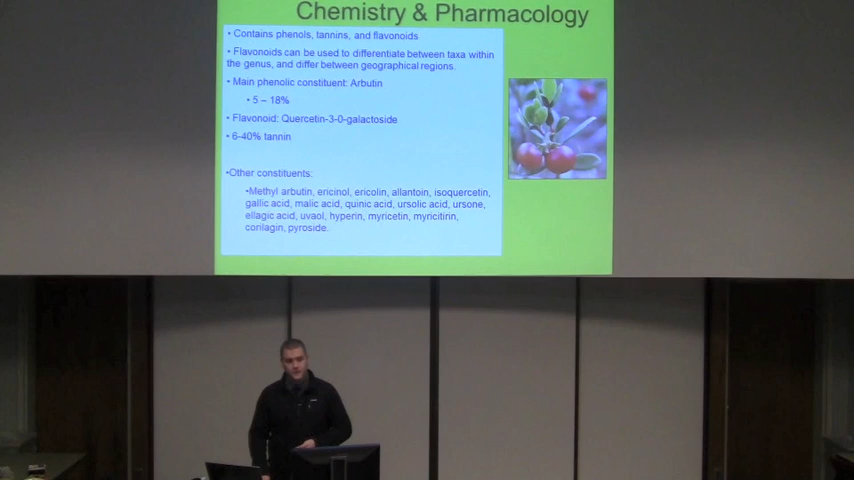 Chemistry & Pharmacology
• Contains phenols, tannins, and flavonoids
• Flavonoids can be used to differentiate between taxa within
the genus, and differ between geographical regions.
• Main phenolic constituent: Arbutin
• 5 – 18%
• Flavonoid: Quercetin-3-0-galactoside
• 6-40% tannin
•Other constituents:
•Methyl arbutin, ericinol, ericolin, allantoin, isoquercetin,
gallic acid, malic acid, quinic acid, ursolic acid, ursone,
ellagic acid, uvaol, hyperin, myricetin, myricitirin,
corilagin, pyroside.